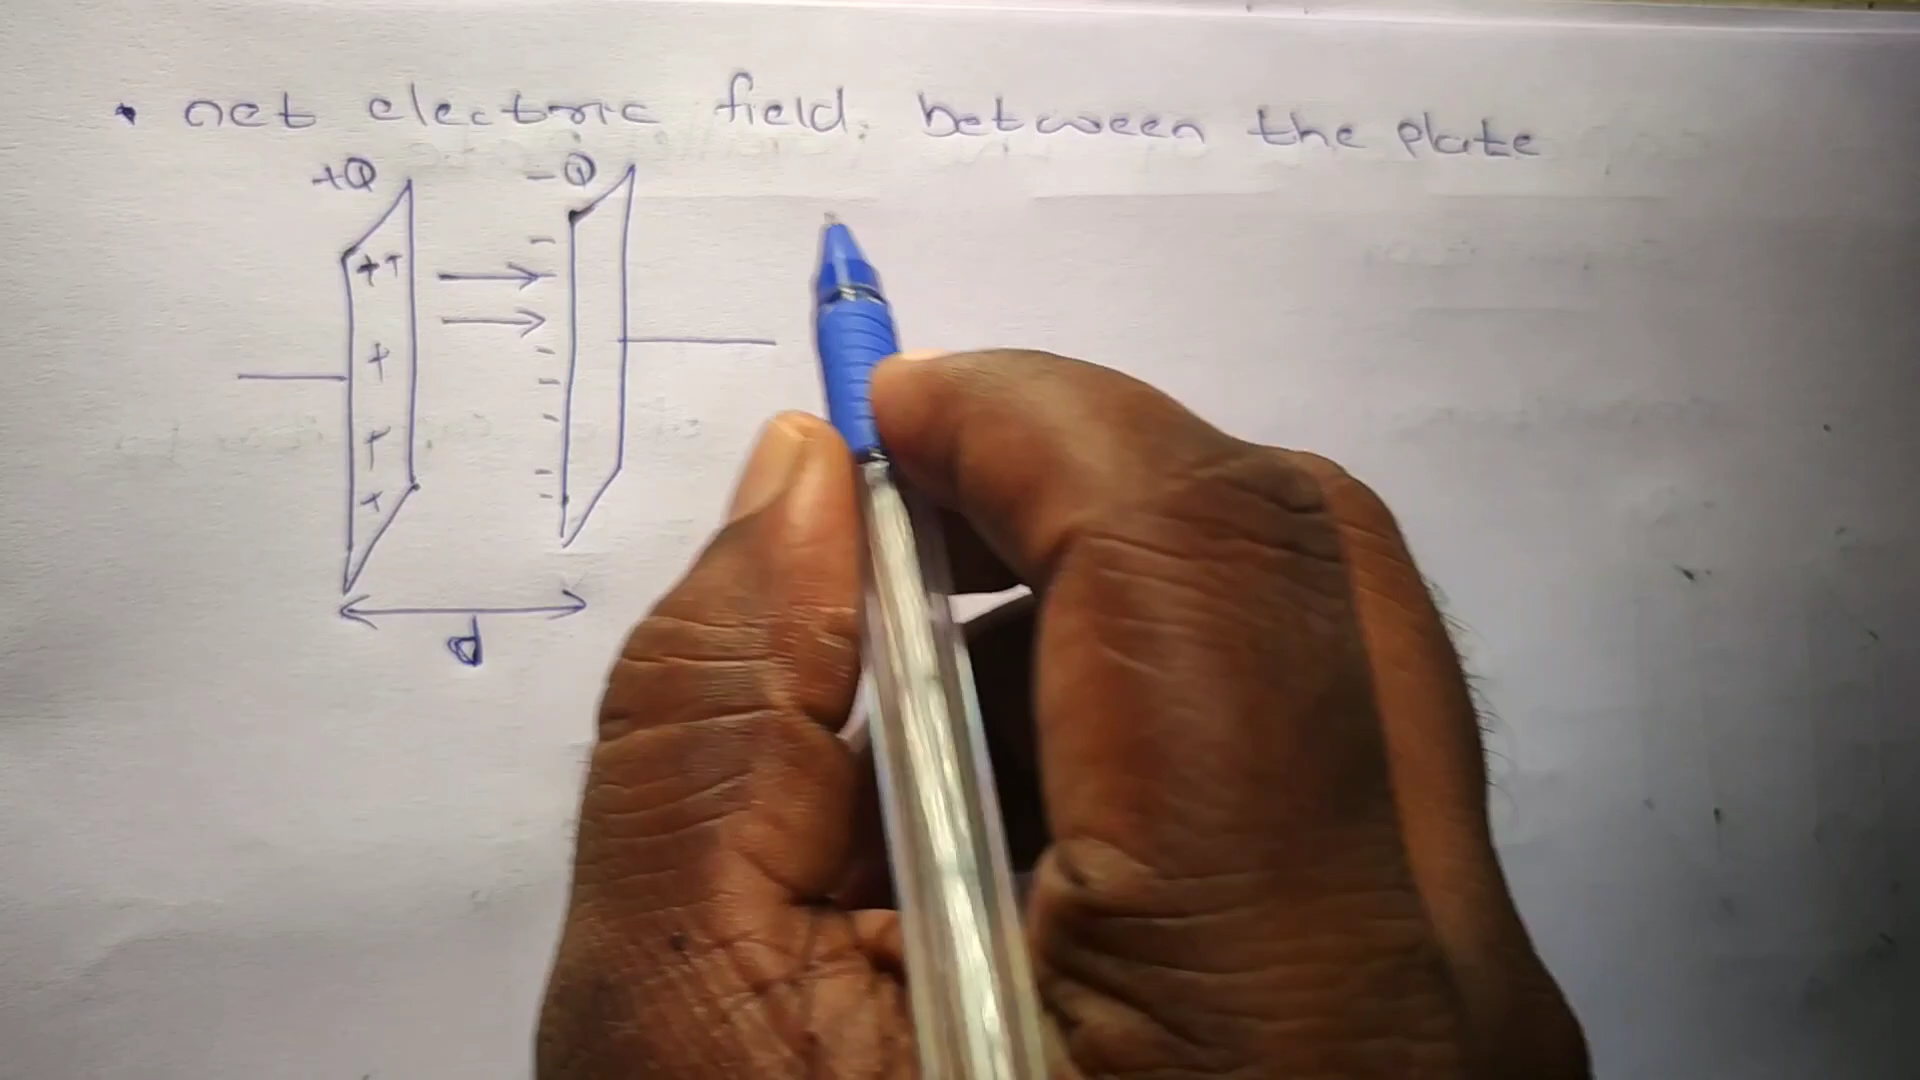 • net electric field. between the plate
+Q -Q
d